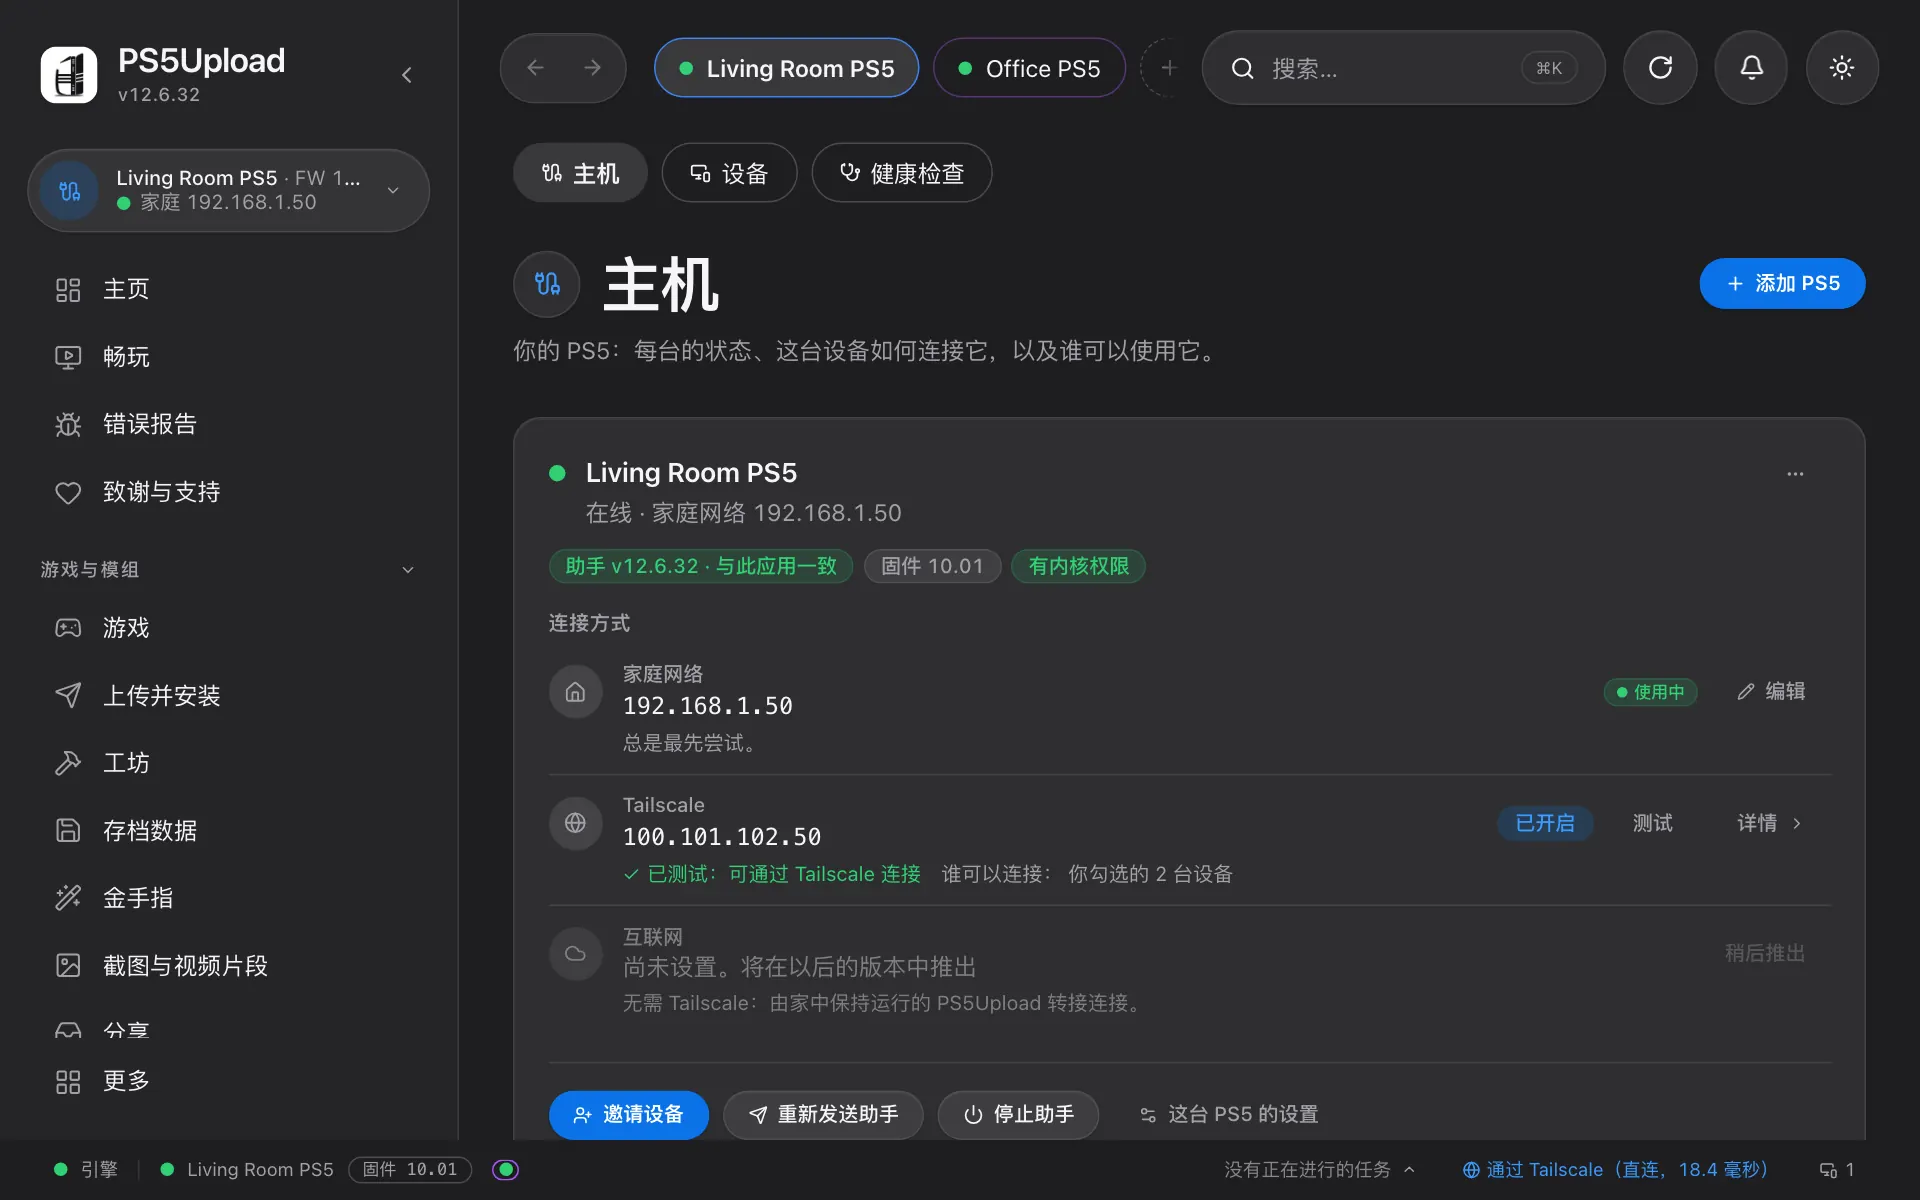 PS5Upload
v12.6.32
Living Room PS5 · FW 1...
家庭 192.168.1.50
主页
畅玩
错误报告
致谢与支持
游戏与模组
游戏
上传并安装
工坊
存档数据
金手指
截图与视频片段
分享
更多
Living Room PS5
Office PS5
搜索...
⌘K
主机
设备
健康检查
主机
添加 PS5
你的 PS5：每台的状态、这台设备如何连接它，以及谁可以使用它。
Living Room PS5
在线 · 家庭网络 192.168.1.50
助手 v12.6.32 · 与此应用一致
固件 10.01
有内核权限
连接方式
家庭网络
192.168.1.50
总是最先尝试。
使用中
编辑
Tailscale
100.101.102.50
已测试：可通过 Tailscale 连接 谁可以连接： 你勾选的 2 台设备
已开启
测试
详情
互联网
尚未设置。将在以后的版本中推出
无需 Tailscale：由家中保持运行的 PS5Upload 转接连接。
稍后推出
邀请设备
重新发送助手
停止助手
这台 PS5 的设置
引擎
Living Room PS5
固件 10.01
没有正在进行的任务
通过 Tailscale（直连，18.4 毫秒）
1